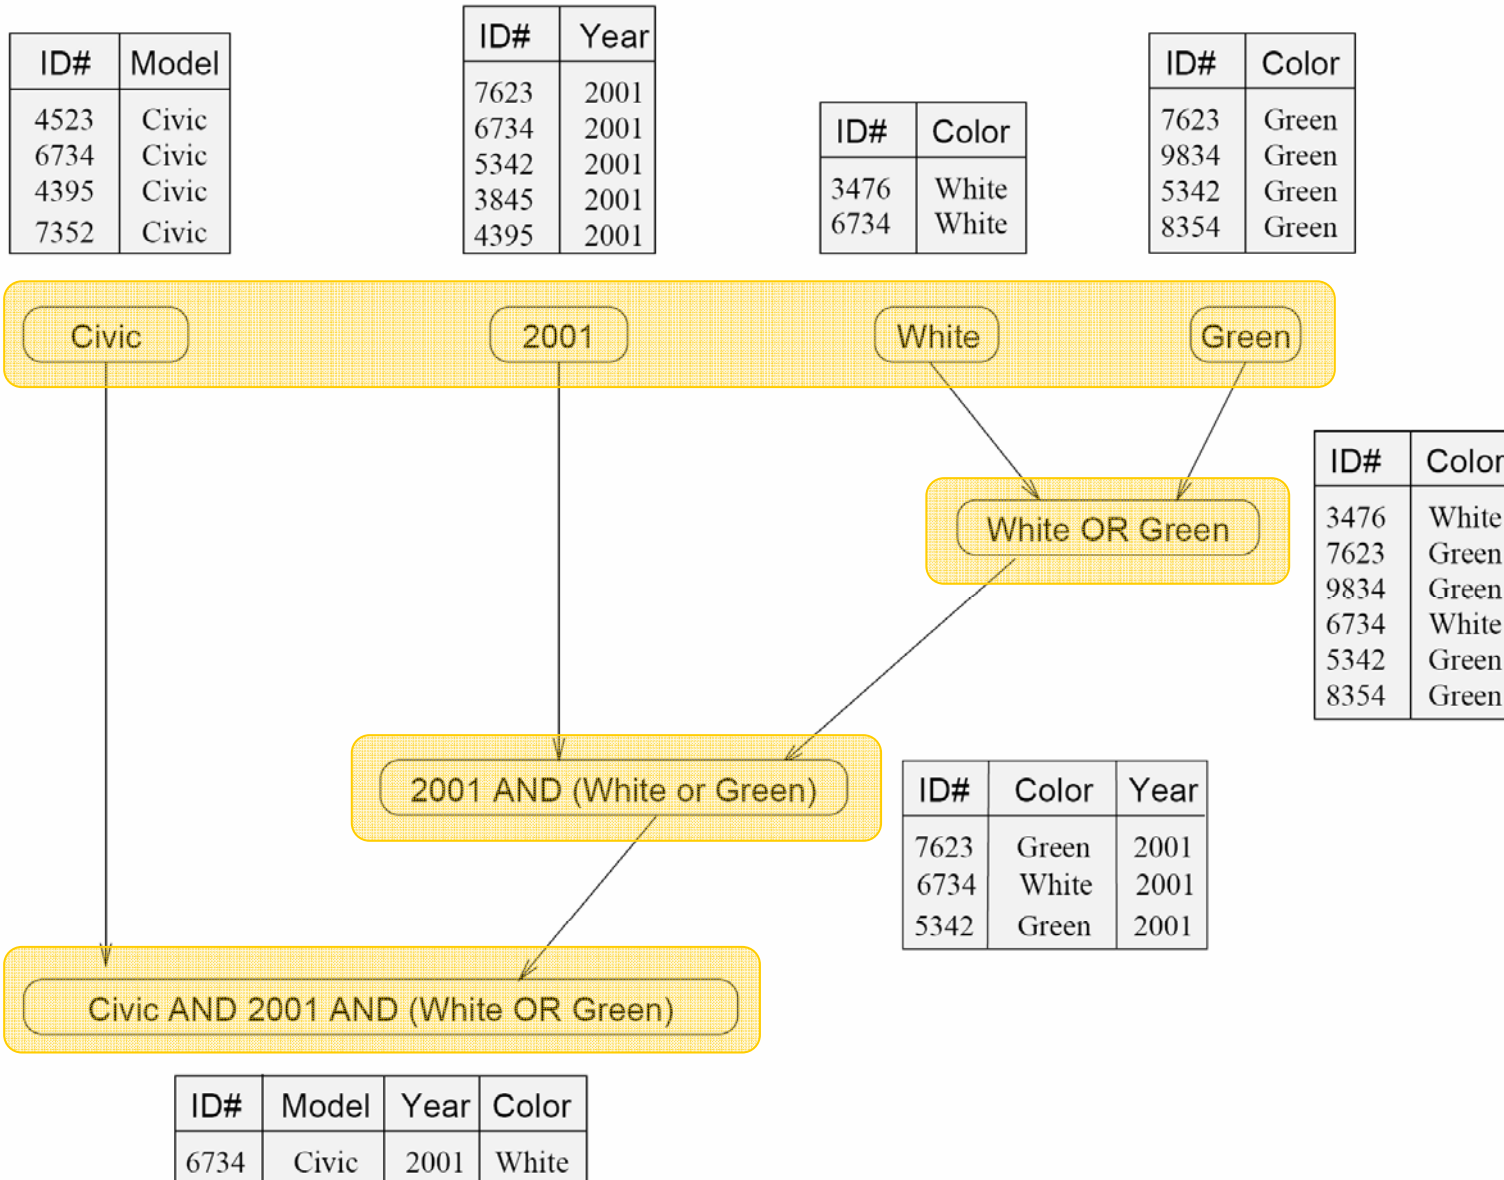 ID# Model
4523 Civic
6734 Civic
4395 Civic
7352 Civic
ID# Year
7623 2001
6734 2001
5342 2001
3845 2001
4395 2001
ID# Color
3476 White
6734 White
ID# Color
7623 Green
9834 Green
5342 Green
8354 Green
Civic
2001
White
Green
White OR Green
ID# Color
3476 White
7623 Green
9834 Green
6734 White
5342 Green
8354 Green
2001 AND (White or Green)
ID# Color Year
7623 Green 2001
6734 White 2001
5342 Green 2001
Civic AND 2001 AND (White OR Green)
ID# Model Year Color
6734 Civic 2001 White